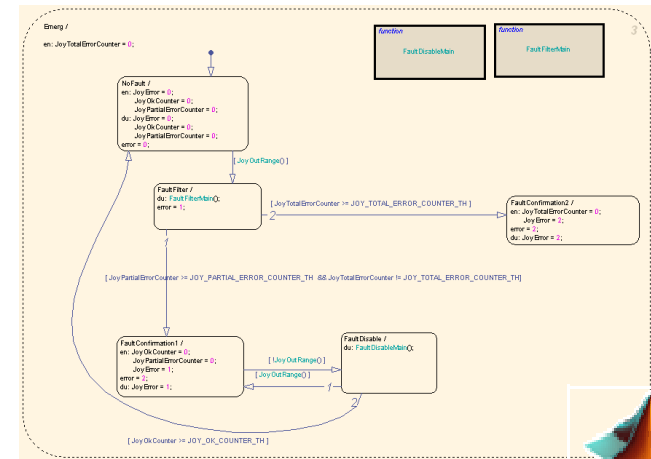 Emerg /
en: JoyTotalErrorCounter = 0;
function
FaultDisableMain
function
FaultFilterMain
3
NoFault /
en: JoyError = 0;
JoyOkCounter = 0;
JoyPartialErrorCounter = 0;
du: JoyError = 0;
JoyOkCounter = 0;
JoyPartialErrorCounter = 0;
error = 0;
[ JoyOutRange() ]
FaultFilter /
du: FaultFilterMain();
error = 1;
[ JoyTotalErrorCounter >= JOY_TOTAL_ERROR_COUNTER_TH ]
2
FaultConfirmation2 /
en: JoyTotalErrorCounter = 0;
JoyError = 2;
error = 2;
du: JoyError = 2;
1
[ JoyPartialErrorCounter >= JOY_PARTIAL_ERROR_COUNTER_TH && JoyTotalErrorCounter != JOY_TOTAL_ERROR_COUNTER_TH]
FaultConfirmation1 /
en: JoyOkCounter = 0;
JoyPartialErrorCounter = 0;
JoyError = 1;
error = 2;
du: JoyError = 1;
[ !JoyOutRange() ]
[ JoyOutRange() ]
1
FaultDisable /
du: FaultDisableMain();
2
[ JoyOkCounter >= JOY_OK_COUNTER_TH ]